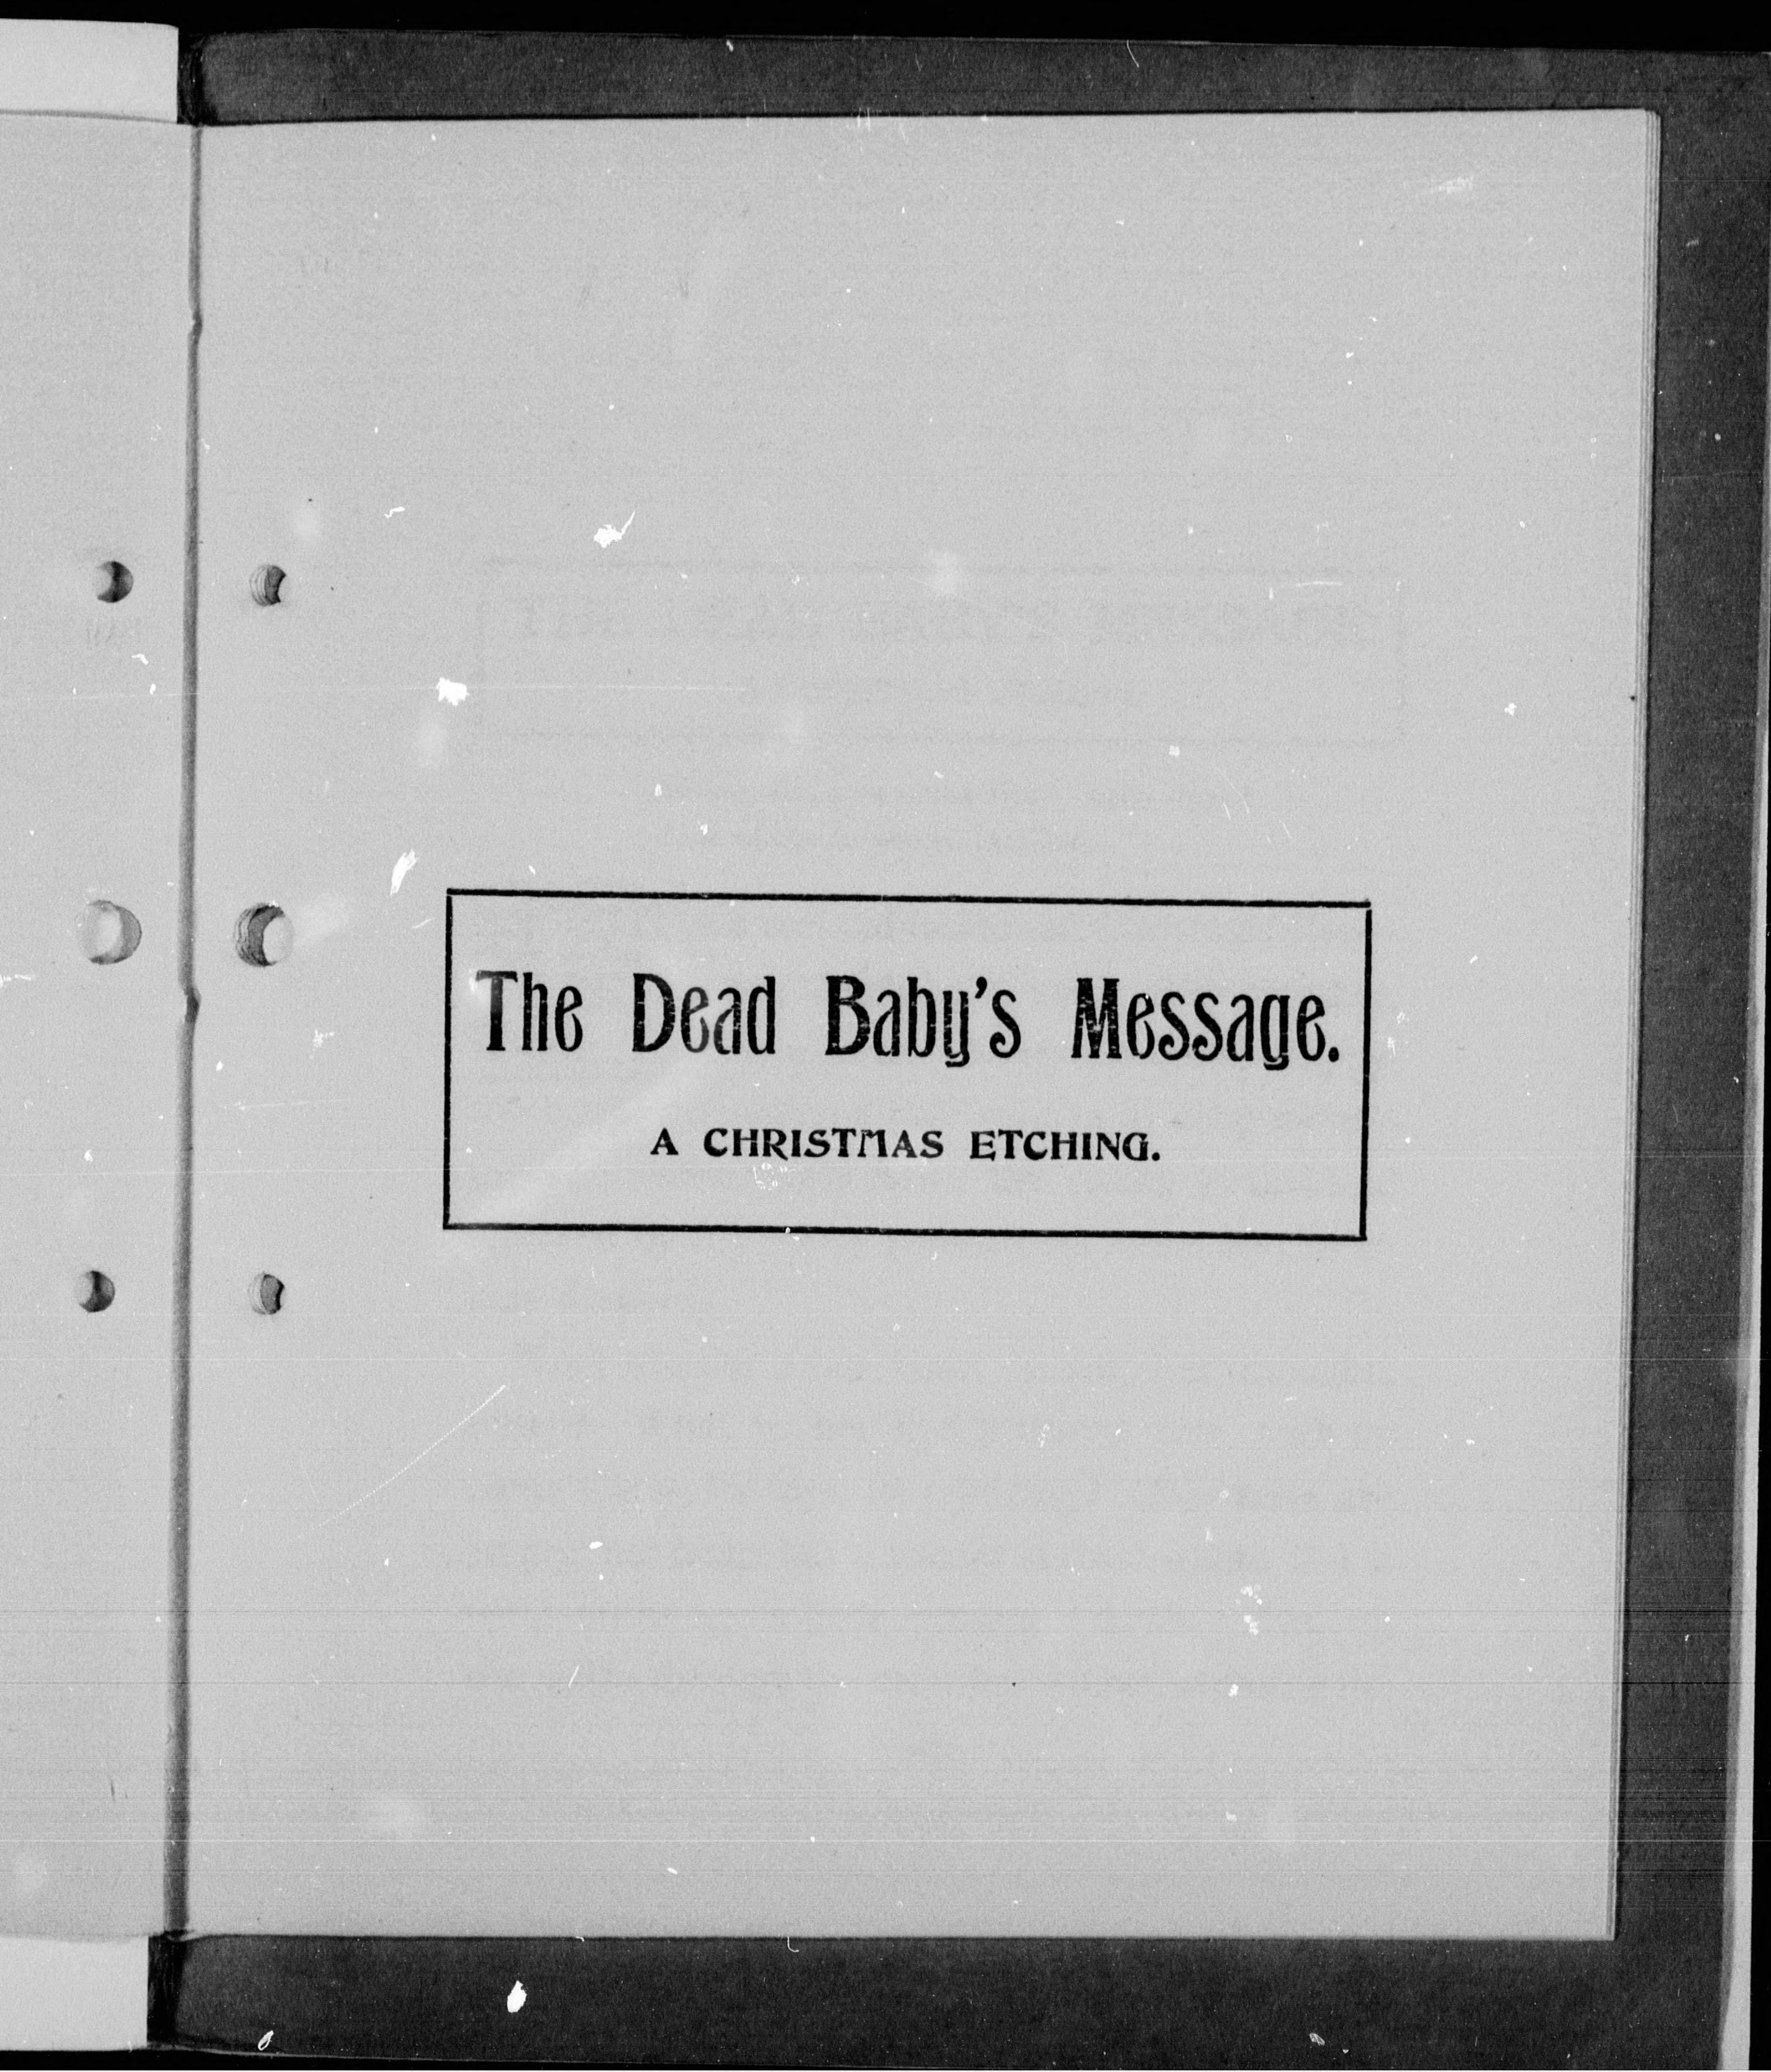 The Dead Baby's Message.
A CHRISTMAS ETCHING.